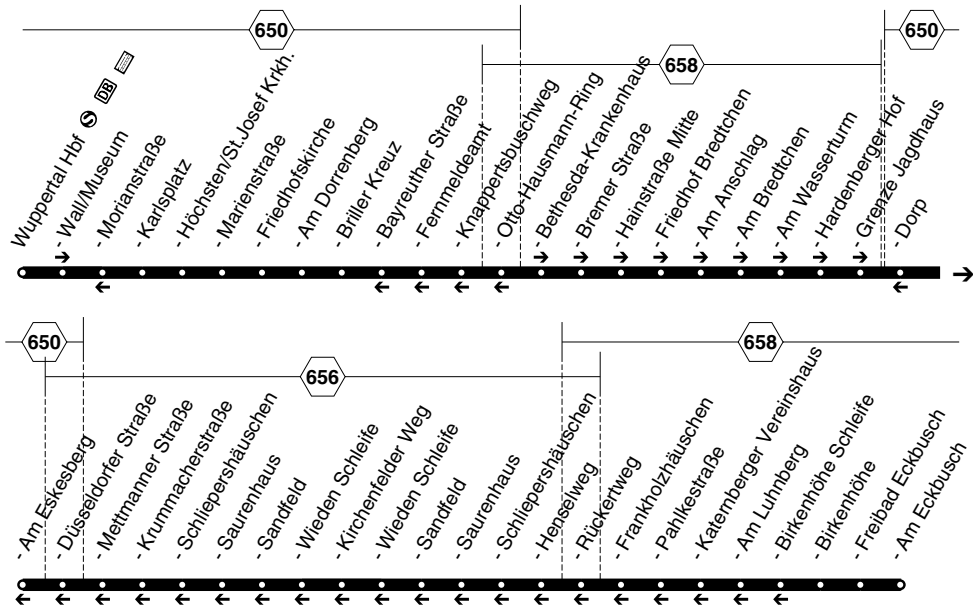 650
650
658
Wuppertal Hbf S DB
- Wall/Museum
- Morianstraße
- Karlsplatz
- Höchsten/St.Josef Krkh.
- Marienstraße
- Friedhofskirche
- Am Dorrenberg
- Briller Kreuz
- Bayreuther Straße
- Fernmeldeamt
- Knappertsbuschweg
- Otto-Hausmann-Ring
- Bethesda-Krankenhaus
- Bremer Straße
- Hainstraße Mitte
- Friedhof Bredtchen
- Am Anschlag
- Am Bredtchen
- Am Wasserturm
- Hardenberger Hof
- Grenze Jagdhaus
- Dorp
650
658
656
- Am Eskesberg
- Düsseldorfer Straße
- Mettmanner Straße
- Krummacherstraße
- Schliepershäuschen
- Saurenhaus
- Sandfeld
- Wieden Schleife
- Kirchenfelder Weg
- Wieden Schleife
- Sandfeld
- Saurenhaus
- Schliepershäuschen
- Henselweg
- Rückertweg
- Frankholzhäuschen
- Pahlkestraße
- Katernberger Vereinshaus
- Am Luhnberg
- Birkenhöhe Schleife
- Birkenhöhe
- Freibad Eckbusch
- Am Eckbusch